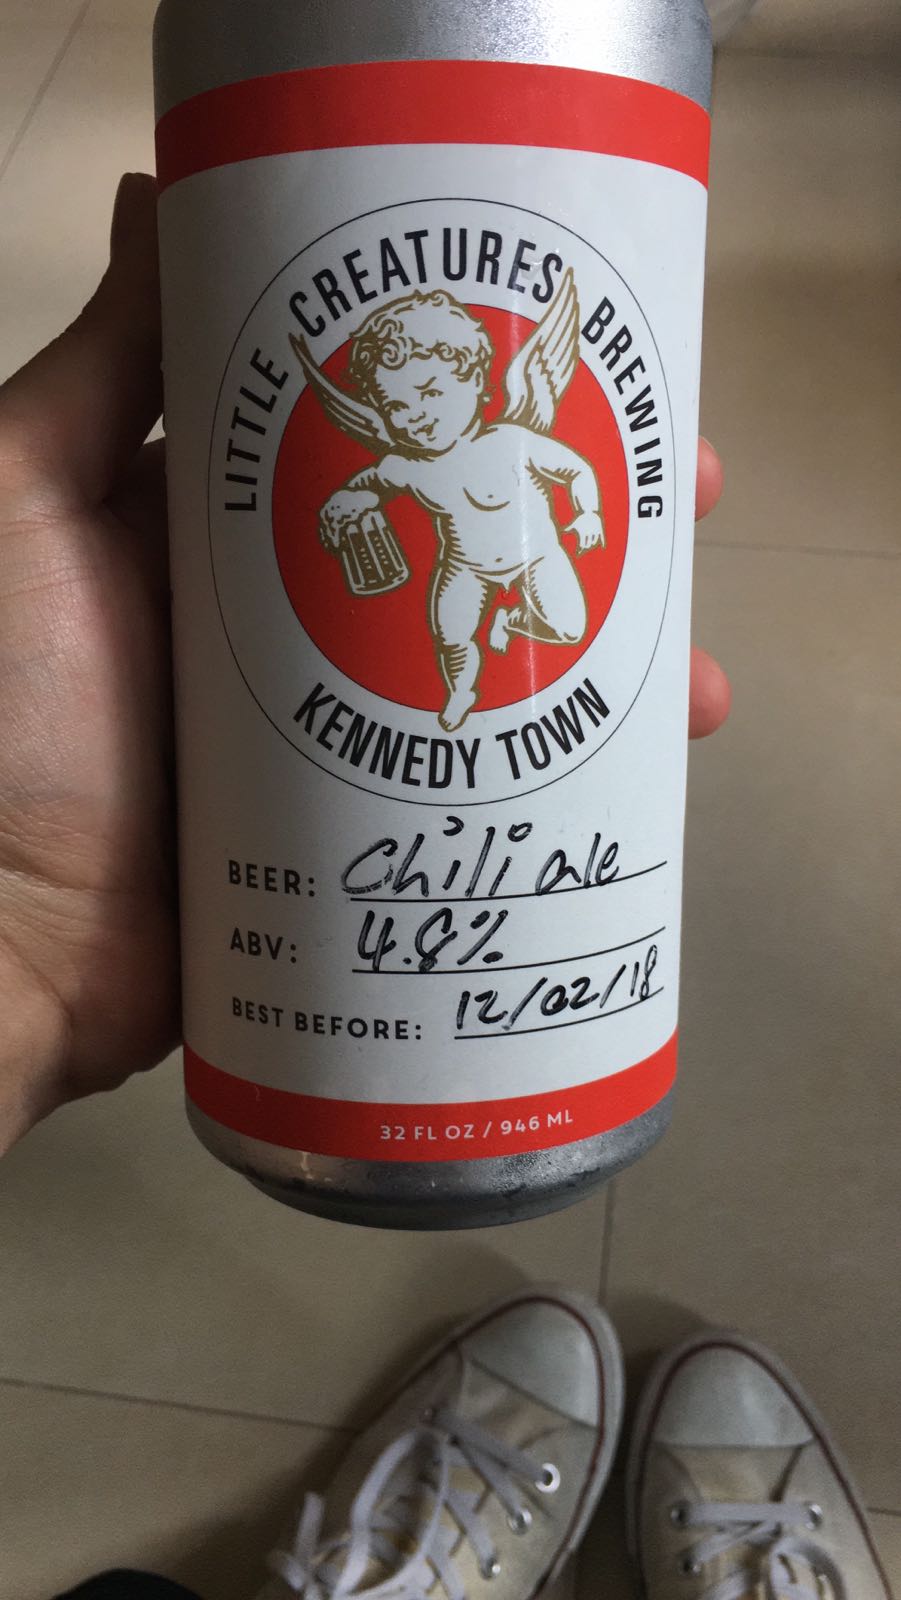 LITTLE CREATURES BREWING
KENNEDY TOWN
BEER: Chili ale
ABV: 4.8%
BEST BEFORE: 12/02/18
32 FL OZ / 946 ML